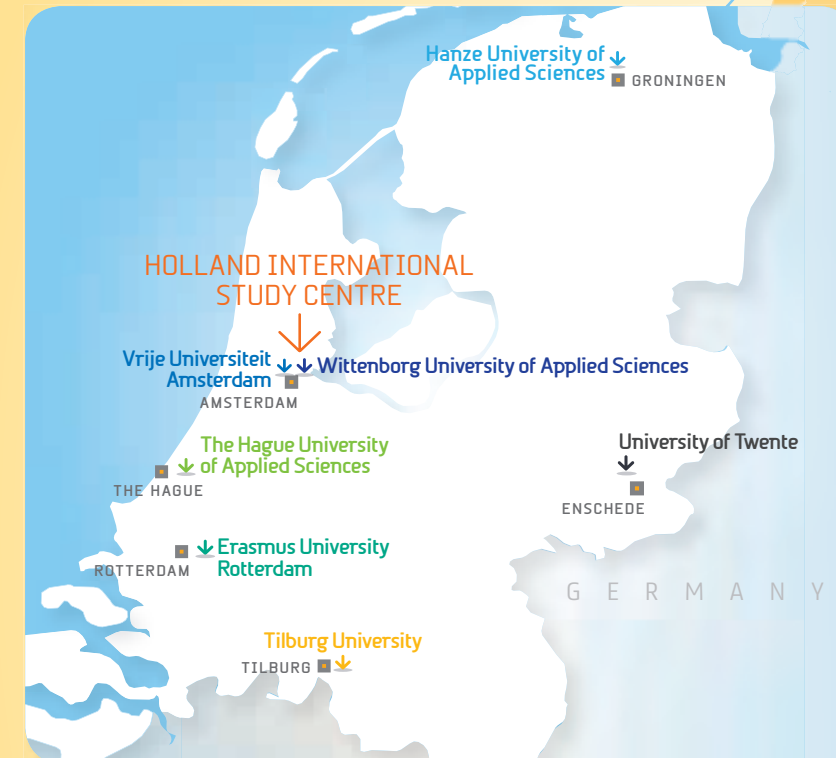 Hanze University of
Applied Sciences
GRONINGEN
HOLLAND INTERNATIONAL
STUDY CENTRE
Vrije Universiteit
Amsterdam
Wittenborg University of Applied Sciences
AMSTERDAM
The Hague University
of Applied Sciences
THE HAGUE
University of Twente
ENSCHEDE
Erasmus University
Rotterdam
ROTTERDAM
GERMANY
Tilburg University
TILBURG